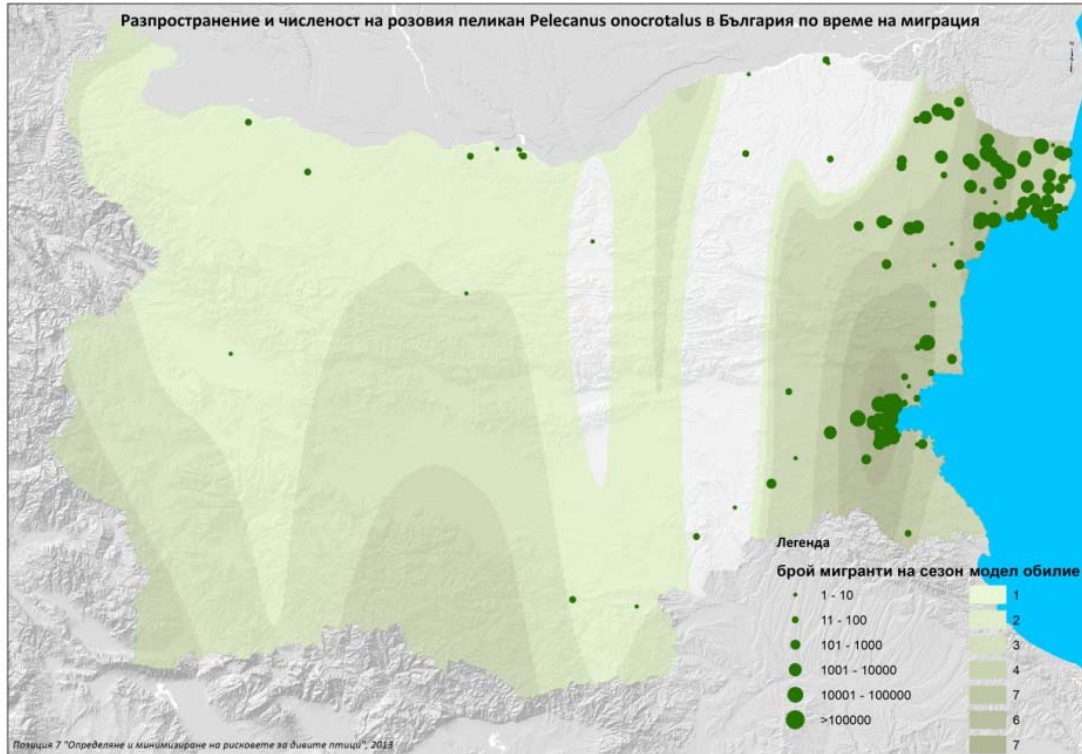 Разпространение и численост на розовия пеликан Pelecanus onocrotalus в България по време на миграция
Легенда
брой мигранти на сезон модел обилие
1 - 10
11 - 100
101 - 1000
1001 - 10000
10001 - 100000
>100000
1
2
3
4
7
6
7
Позиция 7 "Определяне и минимизиране на рисковете за дивите птици", 2013